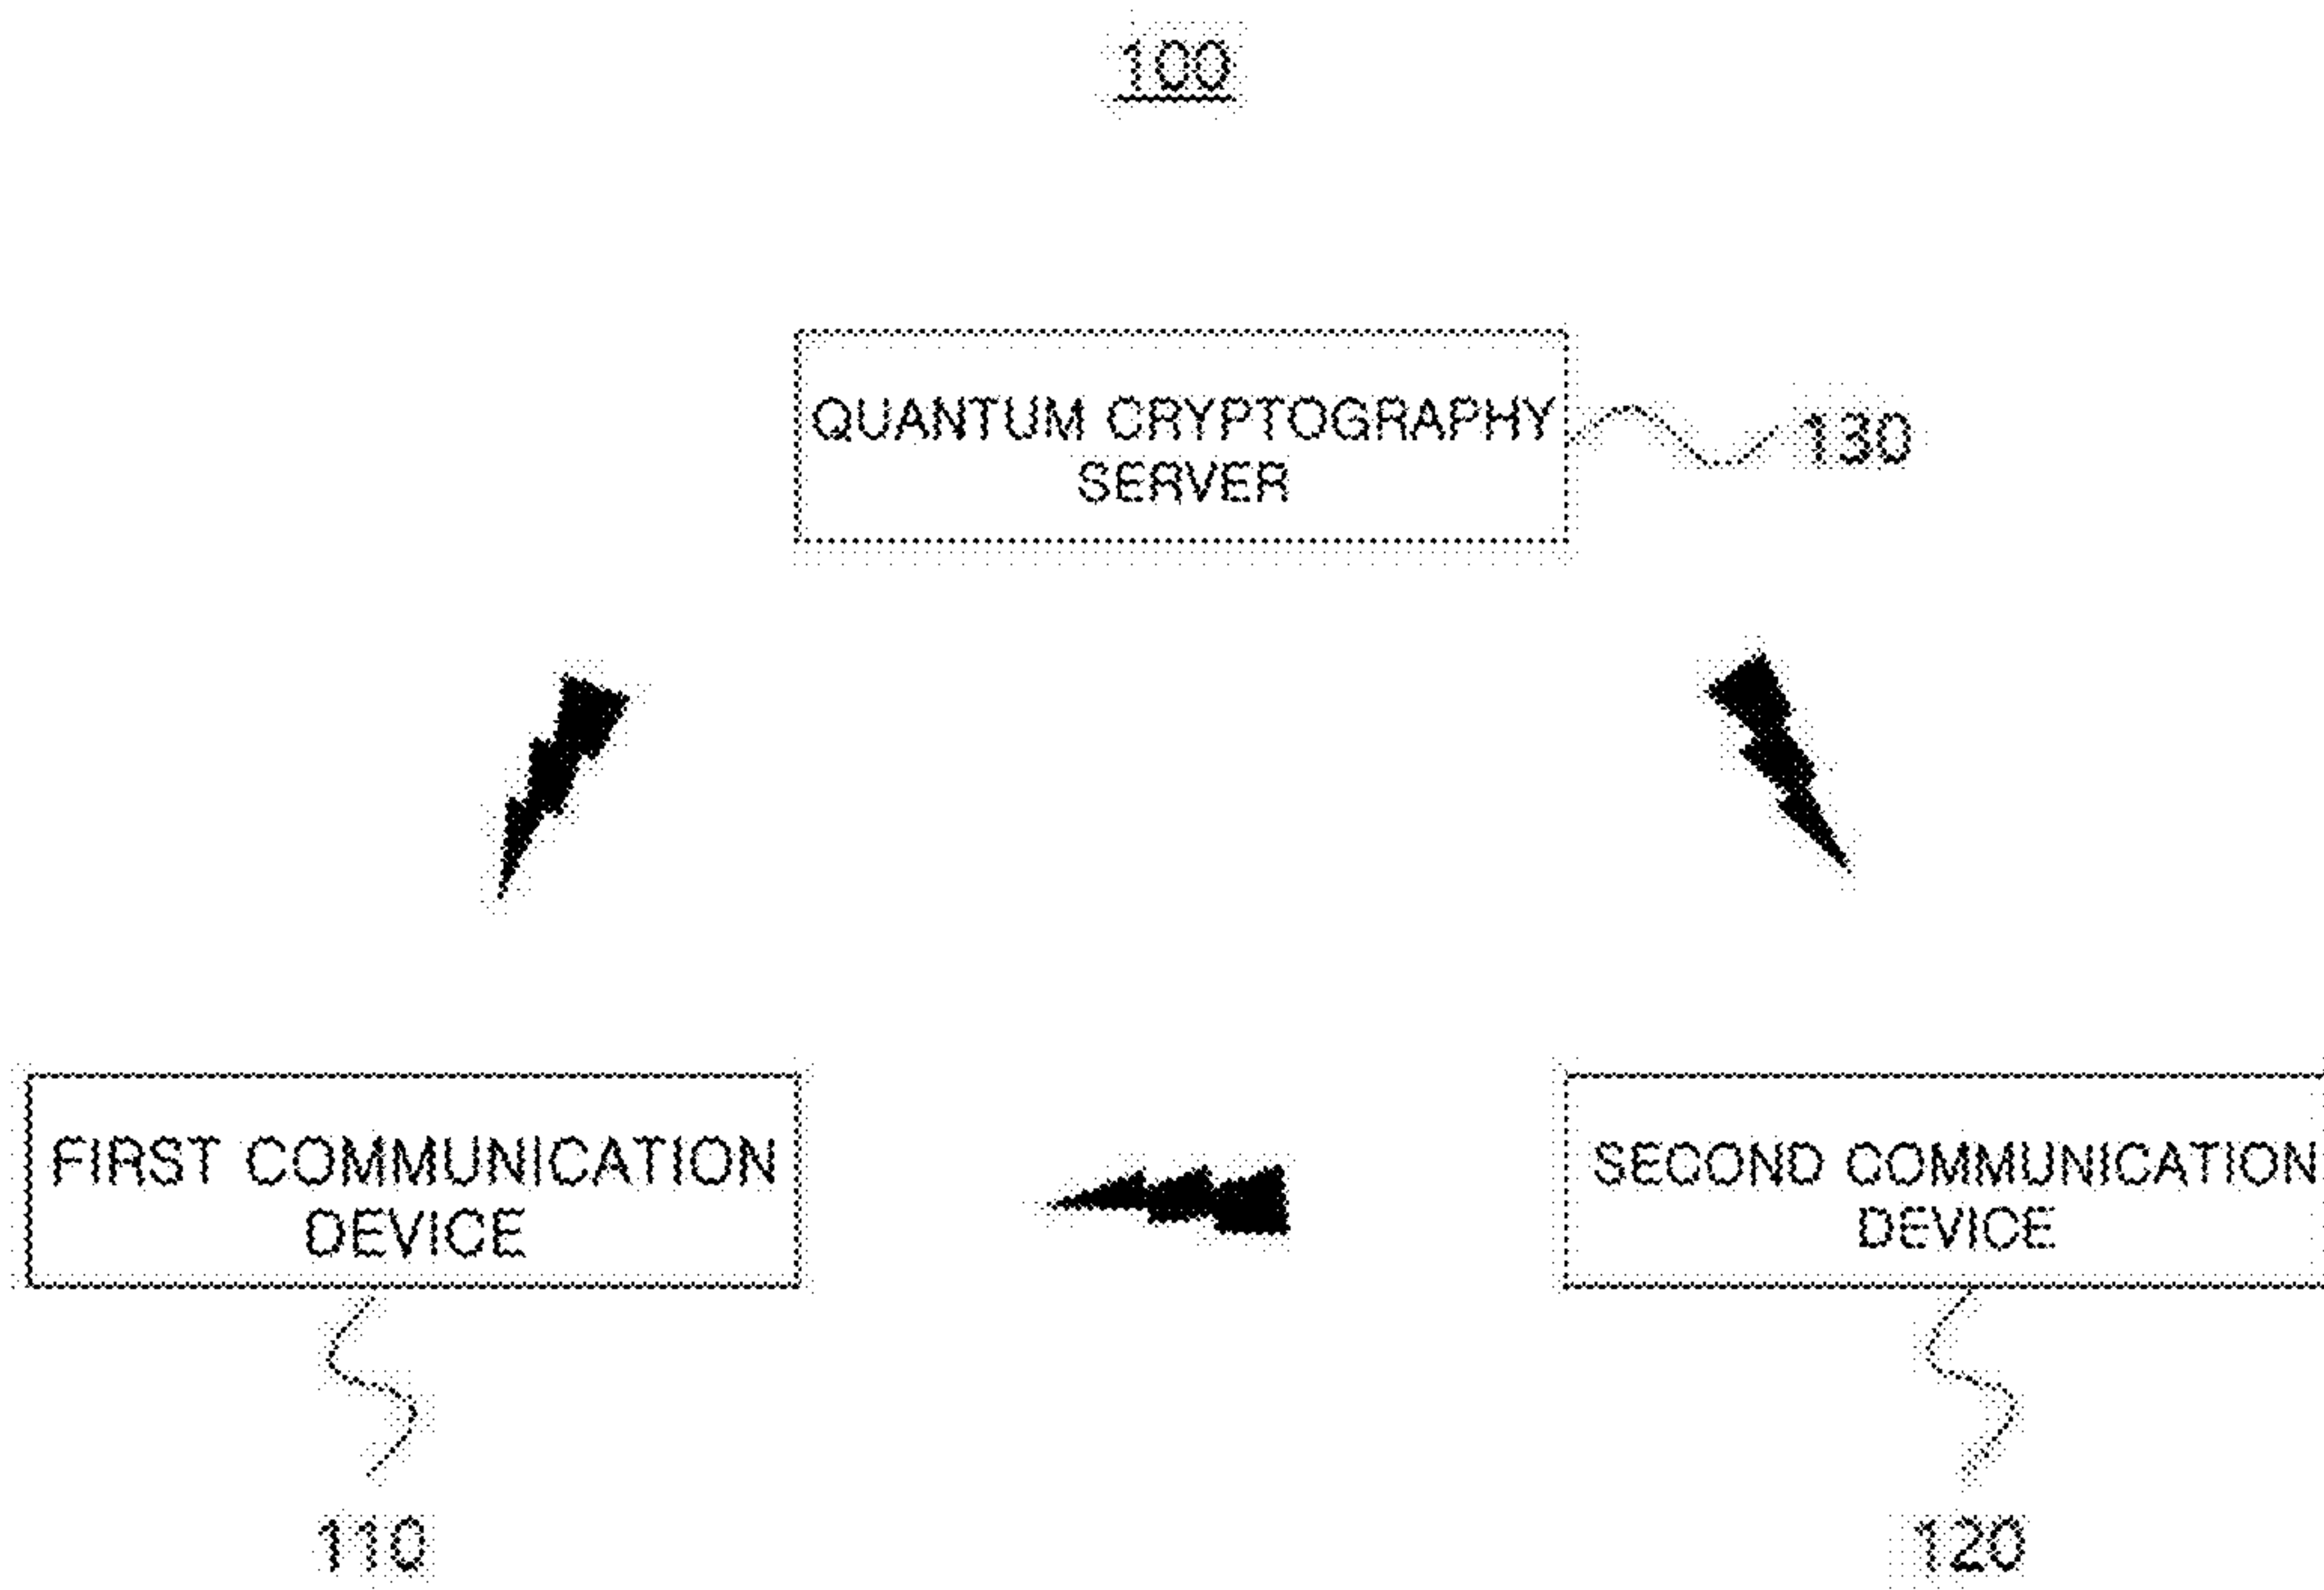 100
QUANTUM CRYPTOGRAPHY
SERVER
130
FIRST COMMUNICATION
DEVICE
SECOND COMMUNICATION
DEVICE
110
120